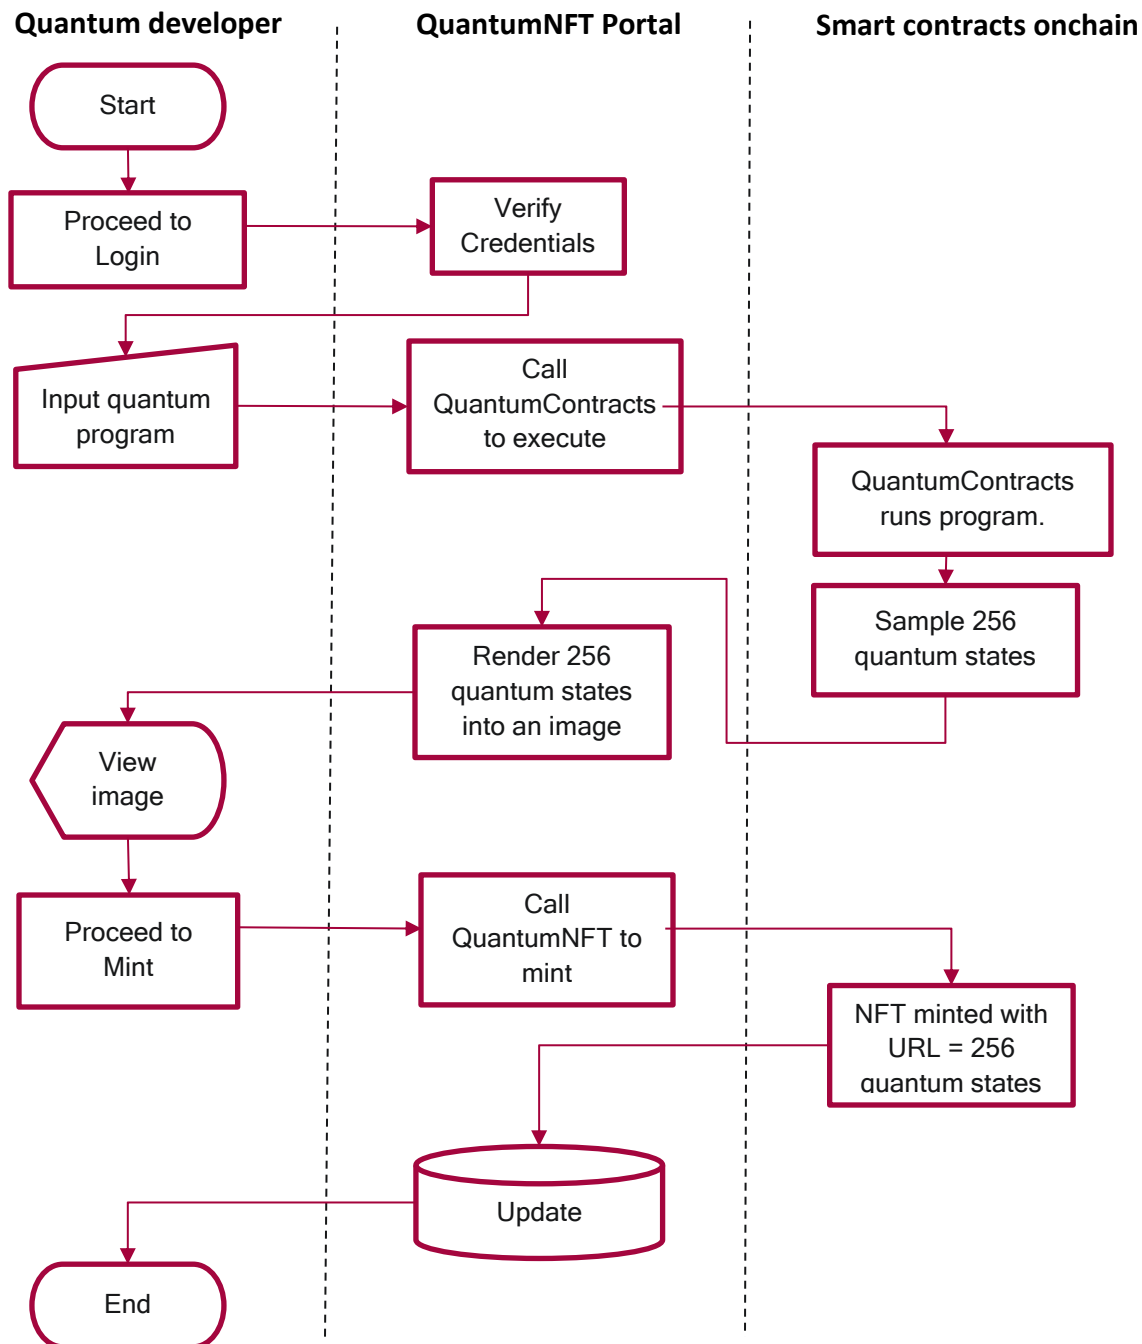 Quantum developer
QuantumNFT Portal
Smart contracts onchain
Start
Proceed to
Login
Verify
Credentials
Input quantum
program
Call
QuantumContracts
to execute
QuantumContracts
runs program.
Sample 256
quantum states
Render 256
quantum states
into an image
View
image
Proceed to
Mint
Call
QuantumNFT to
mint
NFT minted with
URL = 256
quantum states
Update
End